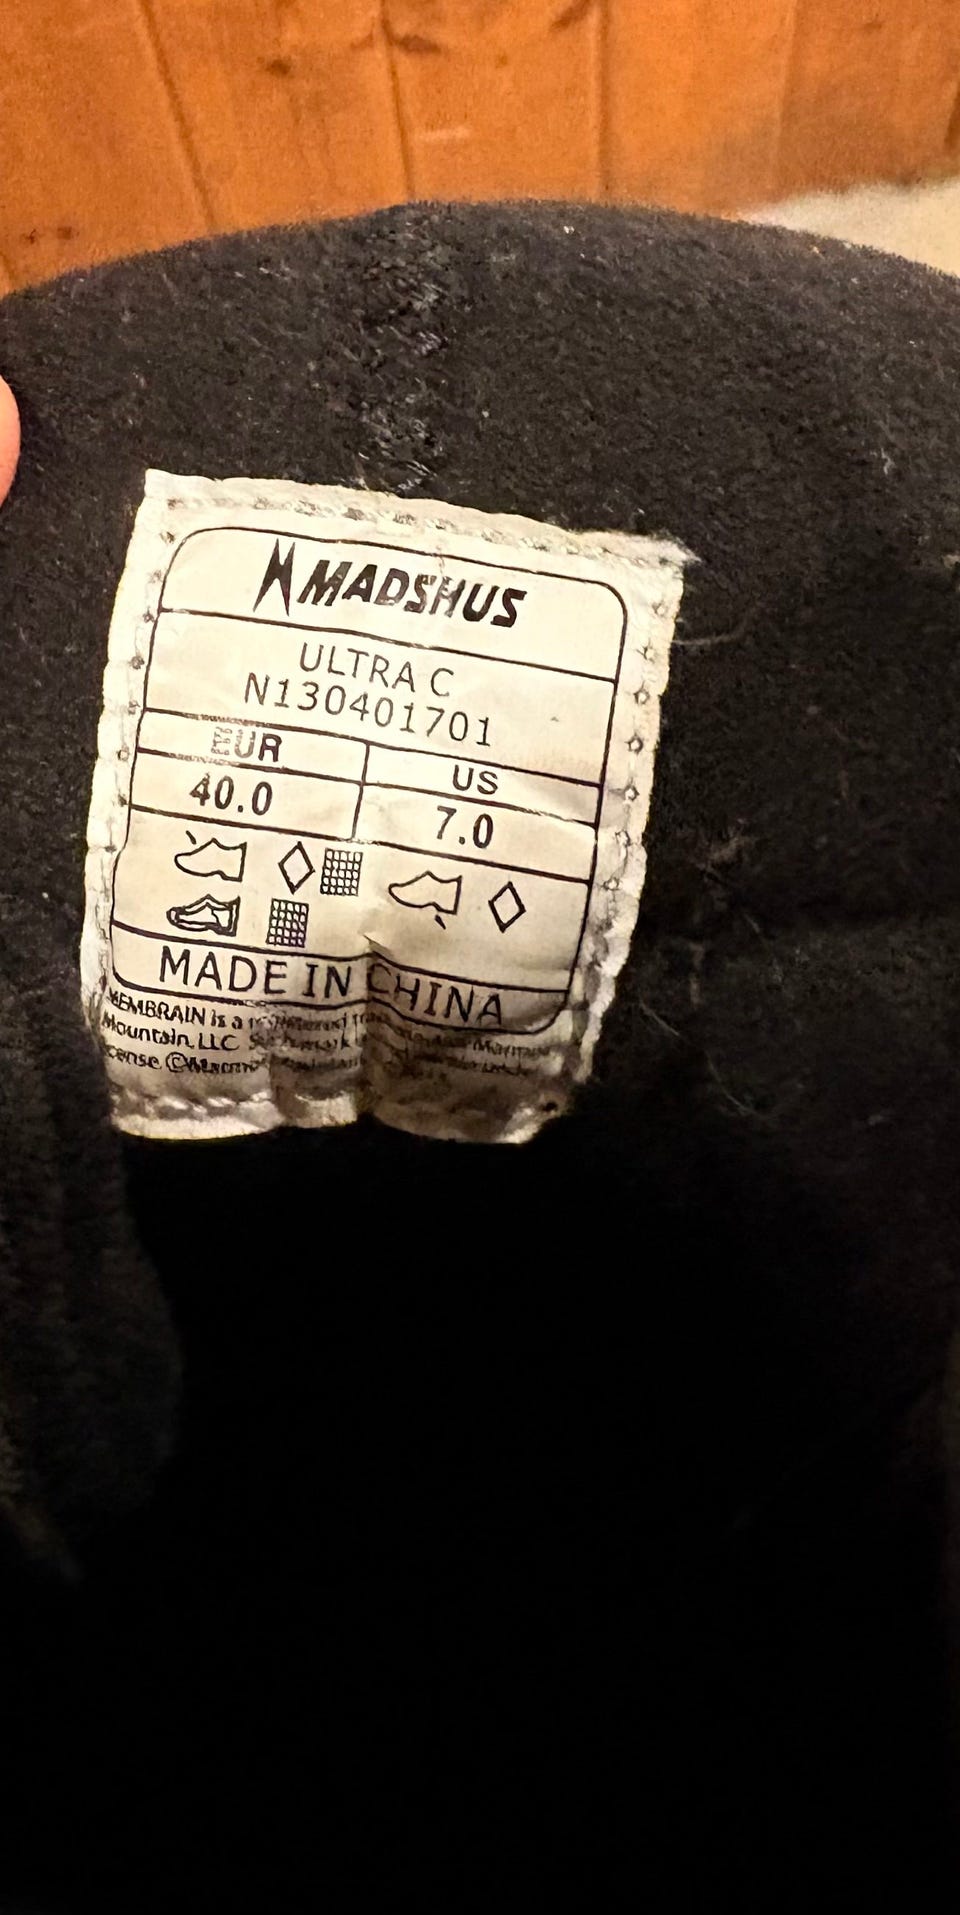 MADSHUS
ULTRA C
N130401701
EUR US
40.0 7.0
MADE IN CHINA
MEMBRAIN is a
Mountain, LLC